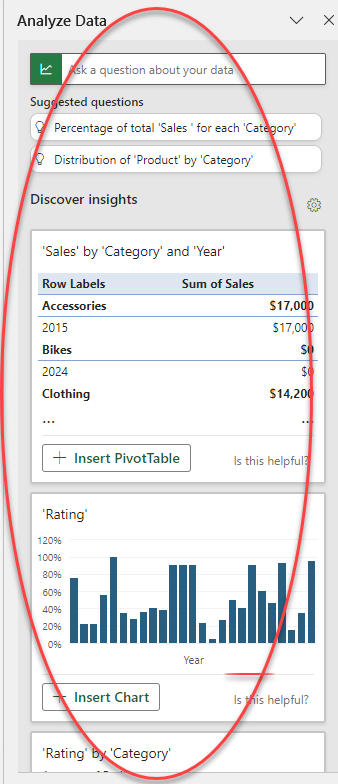 Analyze Data
Ask a question about your data
Suggested questions
Percentage of total 'Sales ' for each 'Category'
Distribution of 'Product' by 'Category'
Discover insights
'Sales' by 'Category' and 'Year'
Row Labels Sum of Sales
Accessories $17,000
2015 $17,000
Bikes $0
2024 $0
Clothing $14,200
... ...
Insert PivotTable Is this helpful?
'Rating'
120%
100%
80%
60%
40%
20%
0%
Year
Insert Chart Is this helpful?
'Rating' by 'Category'